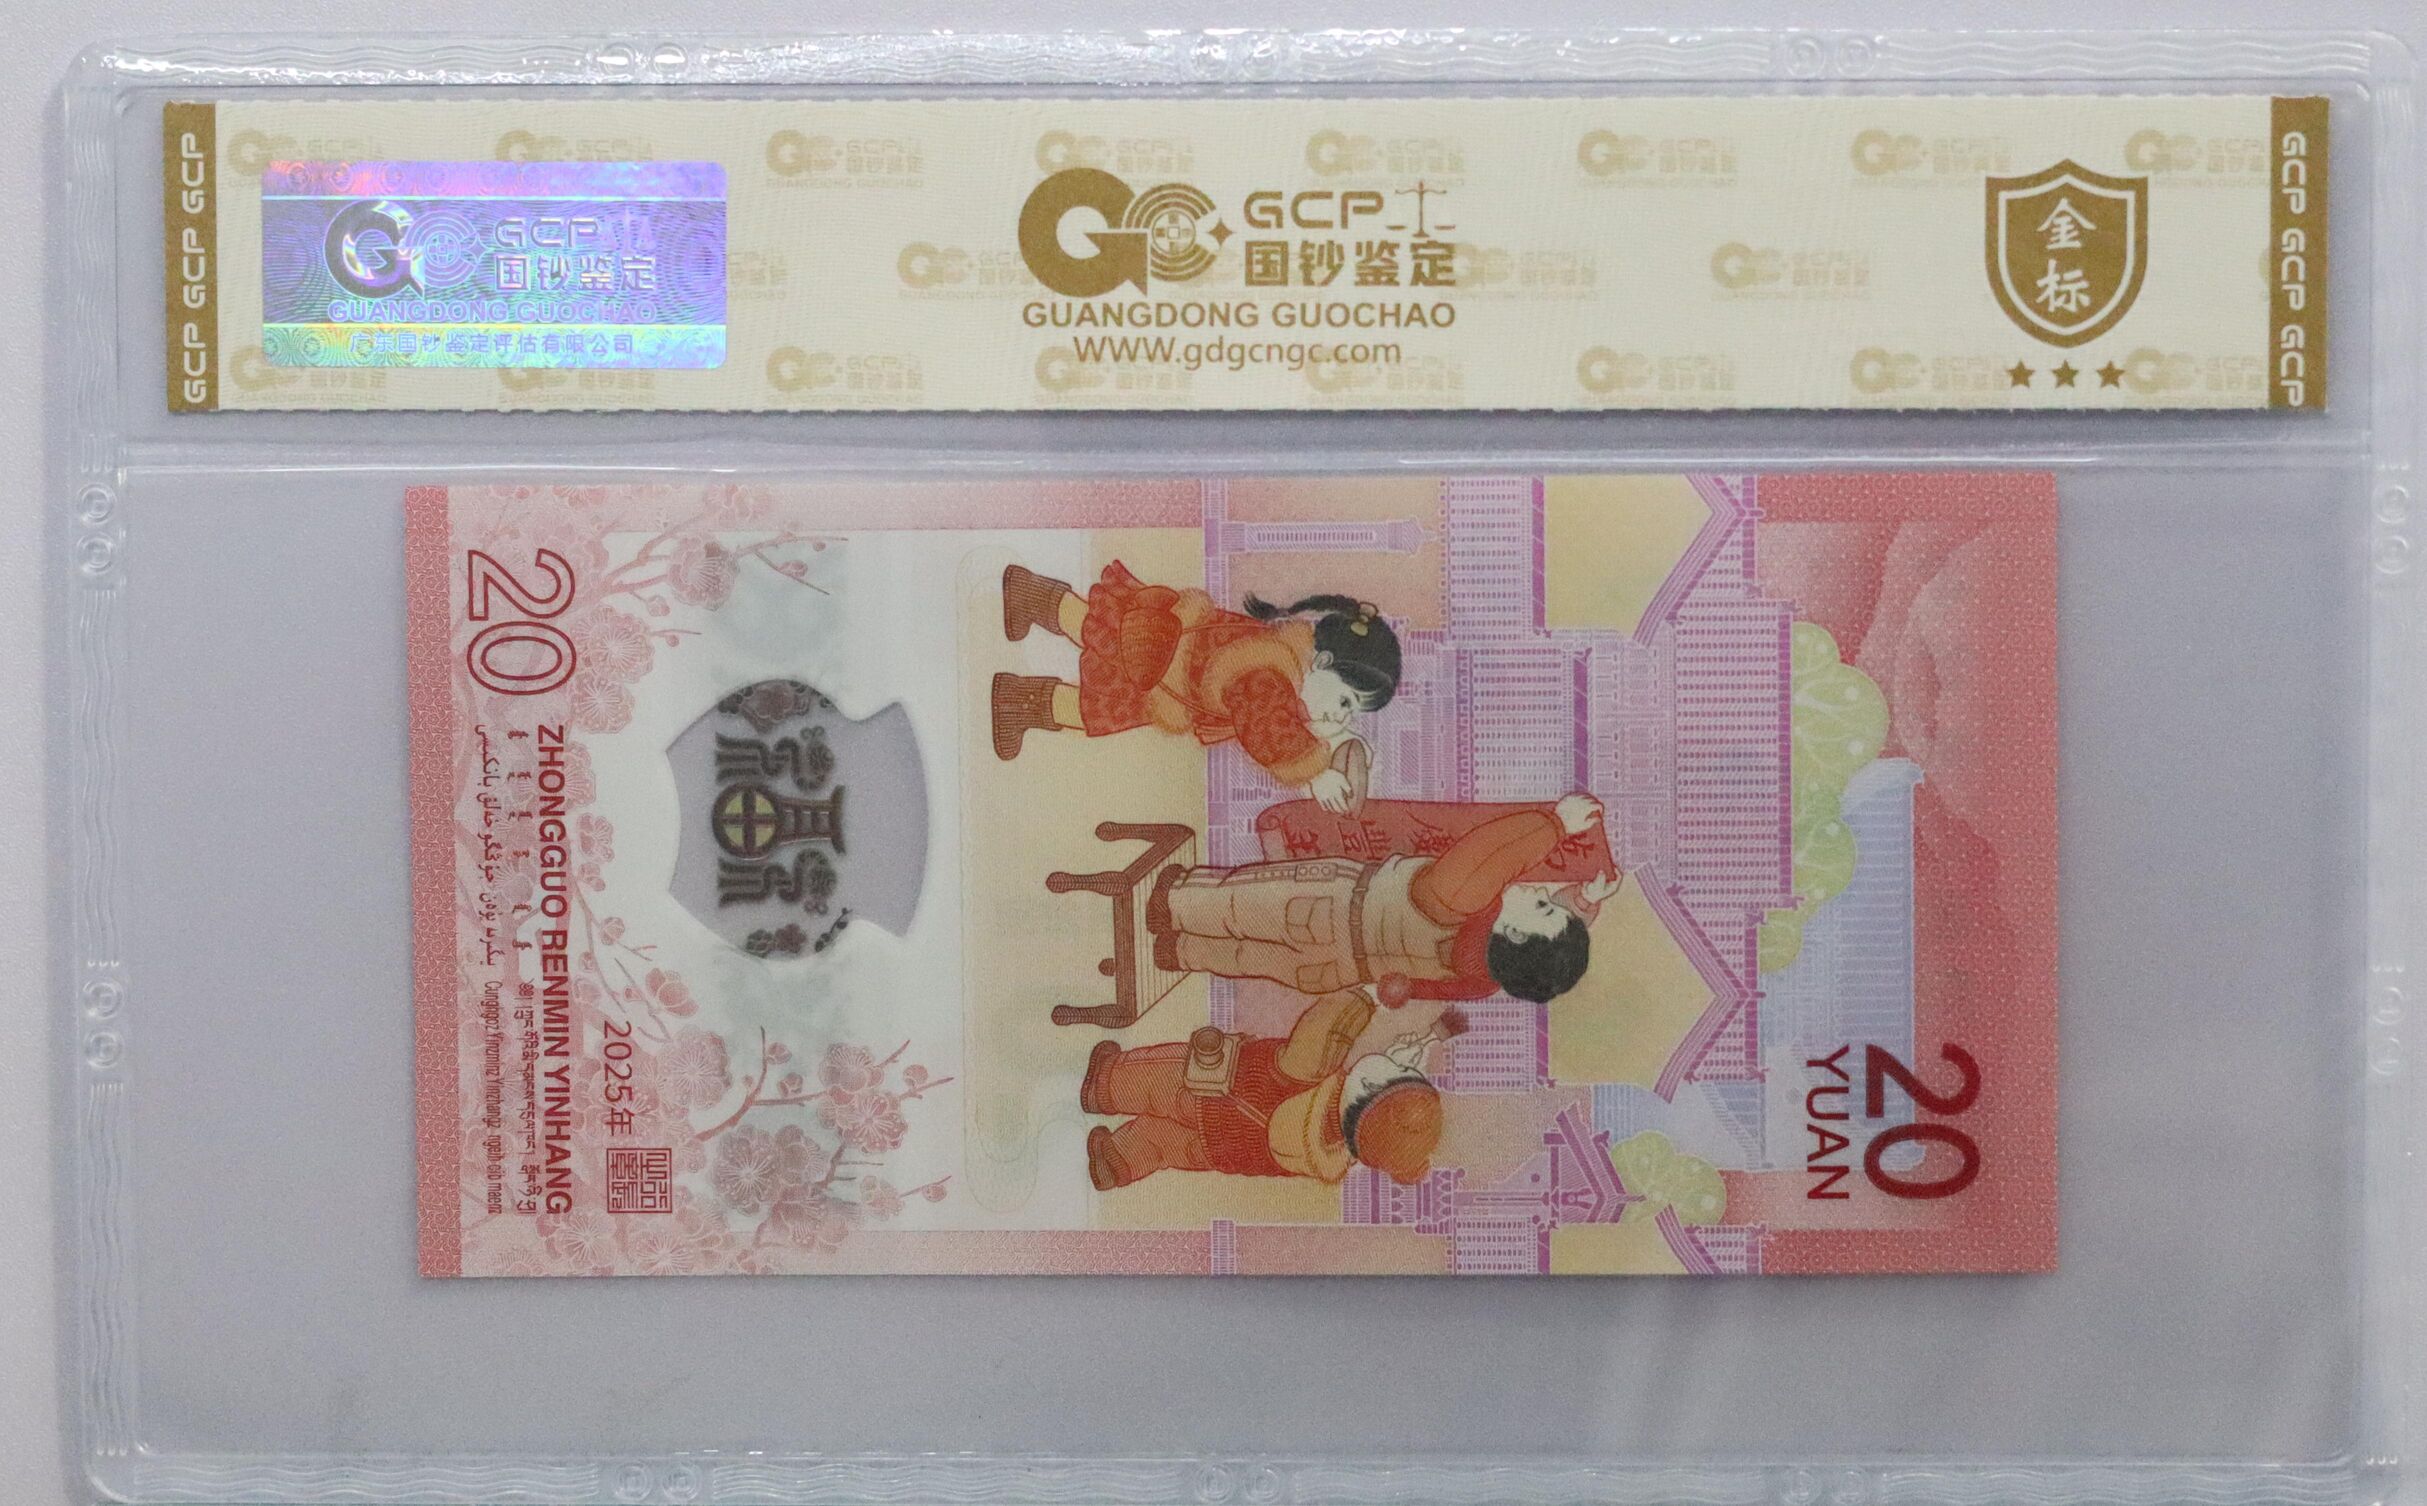 GCP GCP GCP
GCP
国钞鉴定
GUANGDONG GUOCHAO
广东国钞鉴定评估有限公司
GCP
国钞鉴定
GUANGDONG GUOCHAO
WWW.gdgcngc.com
金
标
GCP GCP GCP
20
ZHONGGUO RENMIN YINHANG
2025年
20
YUAN